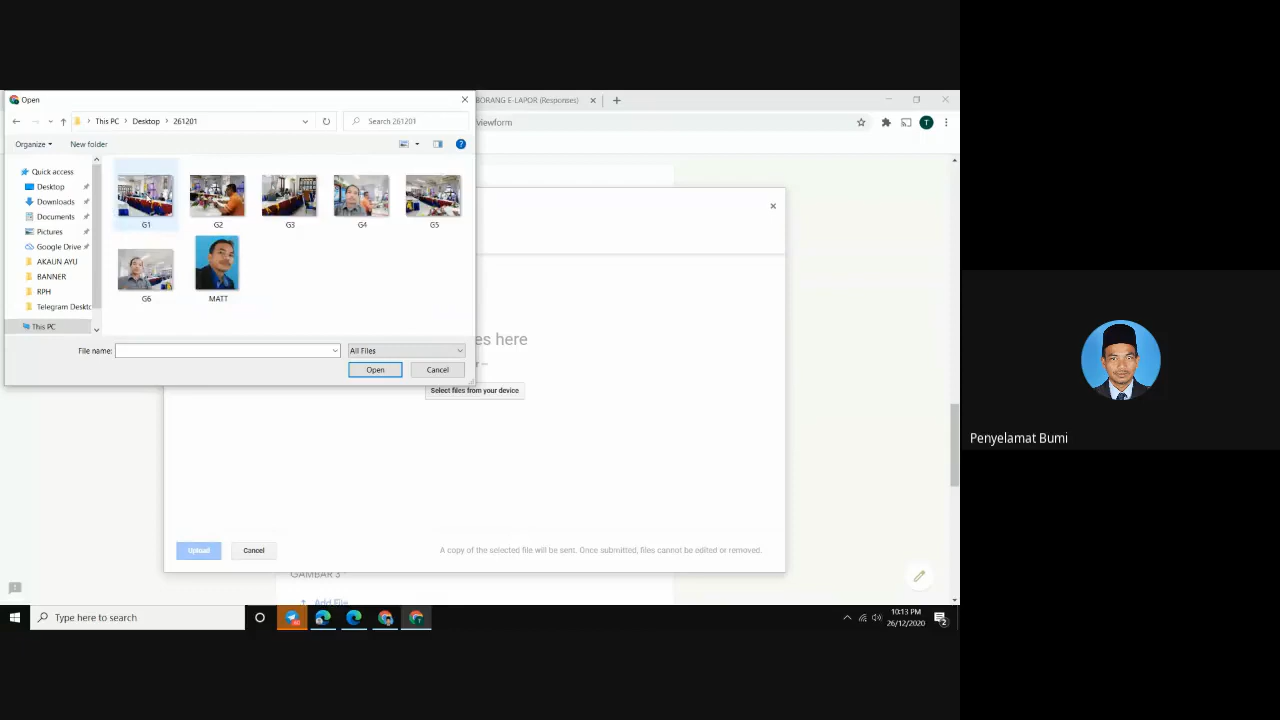 Open
BORANG E-LAPOR (Responses)
This PC
Desktop
261201
Search 261201
viewform
T
Organize
New folder
Quick access
Desktop
Downloads
Documents
Pictures
Google Drive
AKAUN AYU
BANNER
RPH
Telegram Deskto
This PC
G1
G2
G3
G4
G5
G6
MATT
File name:
All Files
Open
Cancel
es here
r —
Select files from your device
Upload
Cancel
A copy of the selected file will be sent. Once submitted, files cannot be edited or removed.
GAMBAR 3
Add File
Penyelamat Bumi
Type here to search
10:13 PM
26/12/2020
2